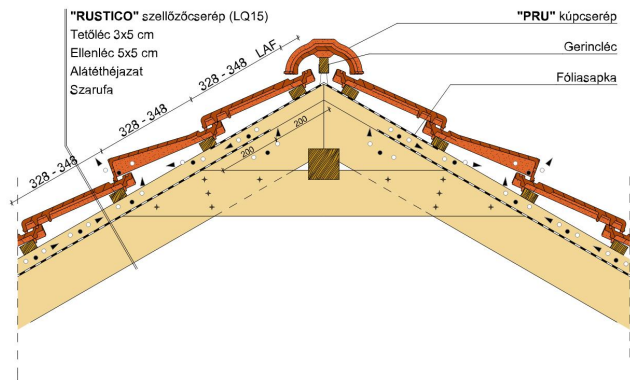 "RUSTICO" szellőzőcserép (LQ15)
Tetőléc 3x5 cm
Ellenléc 5x5 cm
Alátéthéjazat
Szarufa
"PRU" kúpcserép
Gerincléc
Fóliasapka
LAF
328 - 348
328 - 348
328 - 348
200
200